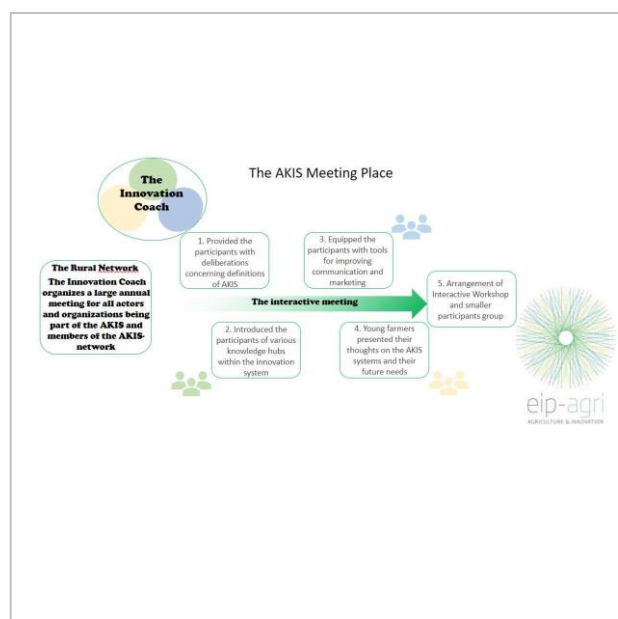 The AKIS Meeting Place
The
Innovation
Coach
1. Provided the
participants with
deliberations
concerning definitions
of AKIS
3. Equipped the
participants with tools
for improving
communication and
marketing
The Rural Network
The Innovation Coach
organizes a large annual
meeting for all actors
and organizations being
part of the AKIS and
members of the AKIS-
network
The interactive meeting
5. Arrangement of
Interactive Workshop
and smaller
participants group
2. Introduced the
participants of various
knowledge hubs
within the innovation
system
4. Young farmers
presented their
thoughts on the AKIS
systems and their
future needs
eip-agri
AGRICULTURE & INNOVATION